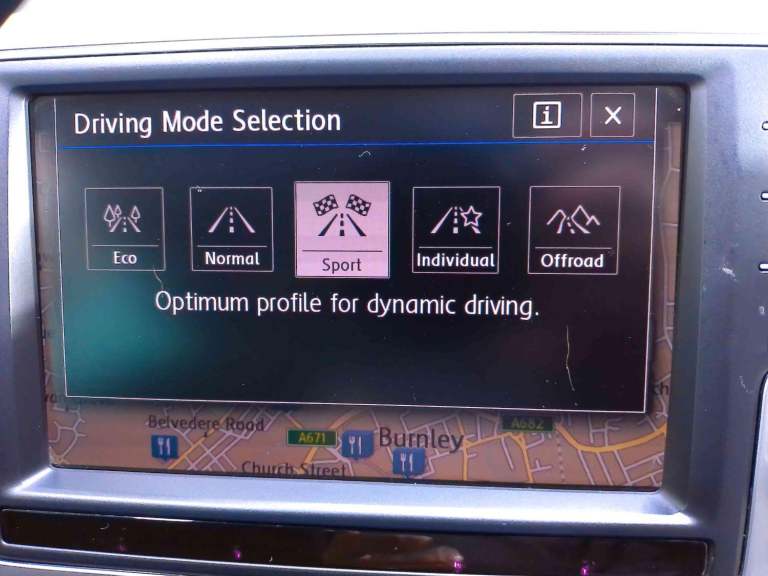 Driving Mode Selection
i X
Eco Normal Sport Individual Offroad
Optimum profile for dynamic driving.
Belvedere Road
A671 Burnley A682
Church Street